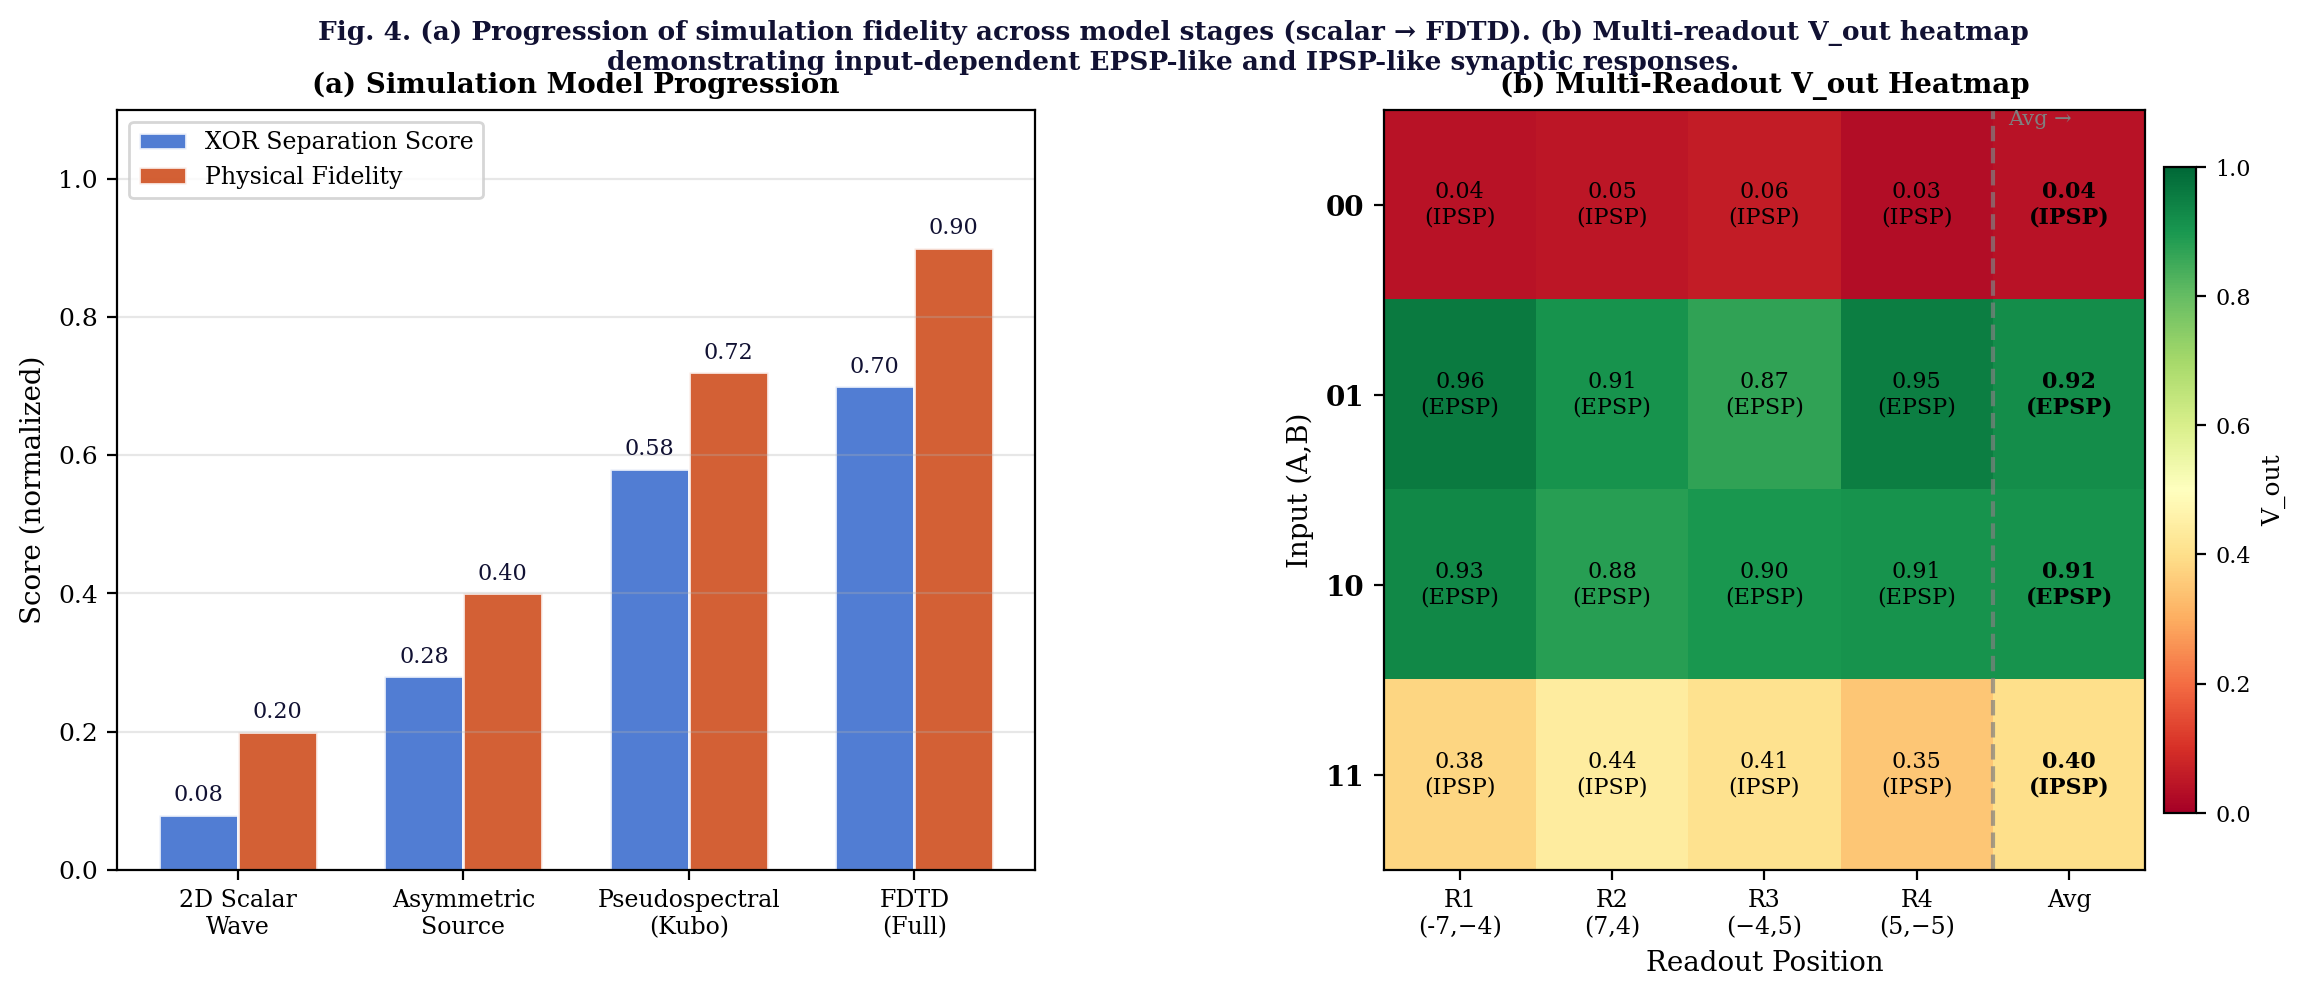 Fig. 4. (a) Progression of simulation fidelity across model stages (scalar → FDTD). (b) Multi-readout V_out heatmap
demonstrating input-dependent EPSP-like and IPSP-like synaptic responses.
(a) Simulation Model Progression
XOR Separation Score
Physical Fidelity
Score (normalized)
1.0
0.8
0.6
0.4
0.2
0.0
0.08
0.20
0.28
0.40
0.58
0.72
0.70
0.90
2D Scalar
Wave
Asymmetric
Source
Pseudospectral
(Kubo)
FDTD
(Full)
(b) Multi-Readout V_out Heatmap
Avg →
Input (A,B)
00
0.04
(IPSP)
0.05
(IPSP)
0.06
(IPSP)
0.03
(IPSP)
0.04
(IPSP)
01
0.96
(EPSP)
0.91
(EPSP)
0.87
(EPSP)
0.95
(EPSP)
0.92
(EPSP)
10
0.93
(EPSP)
0.88
(EPSP)
0.90
(EPSP)
0.91
(EPSP)
0.91
(EPSP)
11
0.38
(IPSP)
0.44
(IPSP)
0.41
(IPSP)
0.35
(IPSP)
0.40
(IPSP)
R1
(-7,−4)
R2
(7,4)
R3
(−4,5)
R4
(5,−5)
Avg
Readout Position
1.0
0.8
0.6
0.4
0.2
0.0
V_out